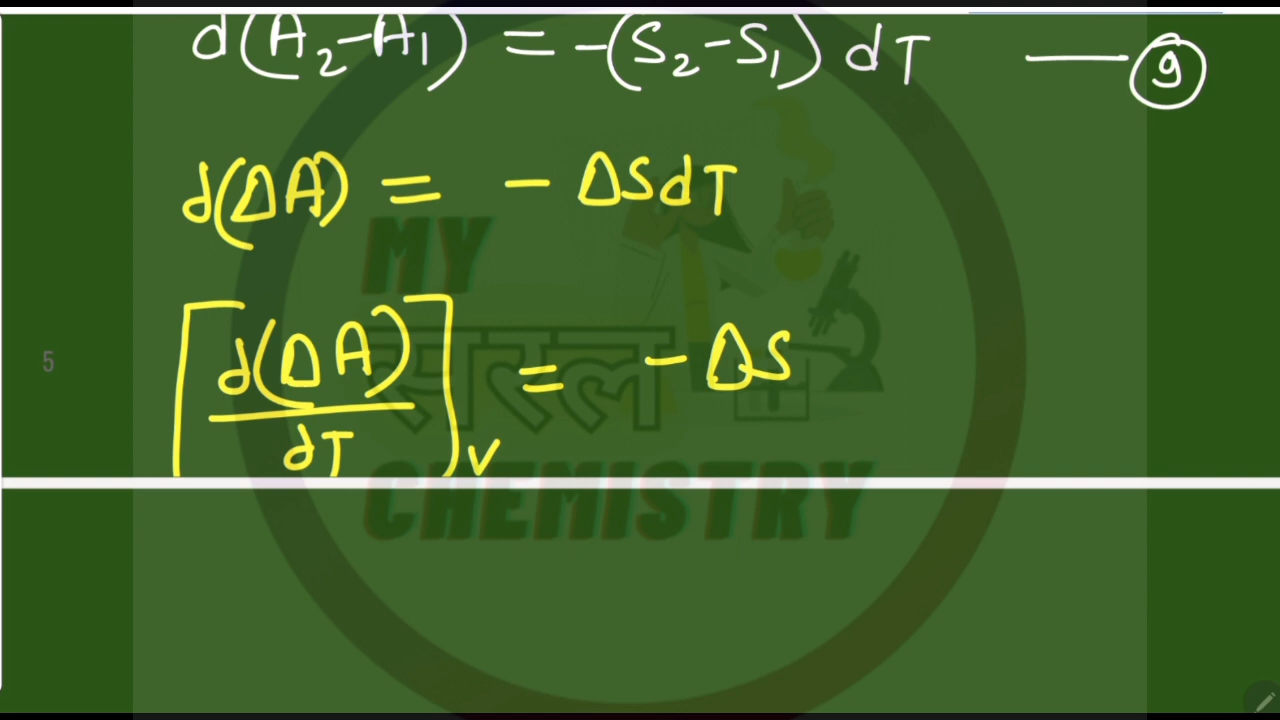 d(A₂-A₁) = -(S₂-S₁) dT — 9
d(ΔA) = - ΔSdT
[d(ΔA)/dT]ᵥ = - ΔS
5
MY
सरल
CHEMISTRY